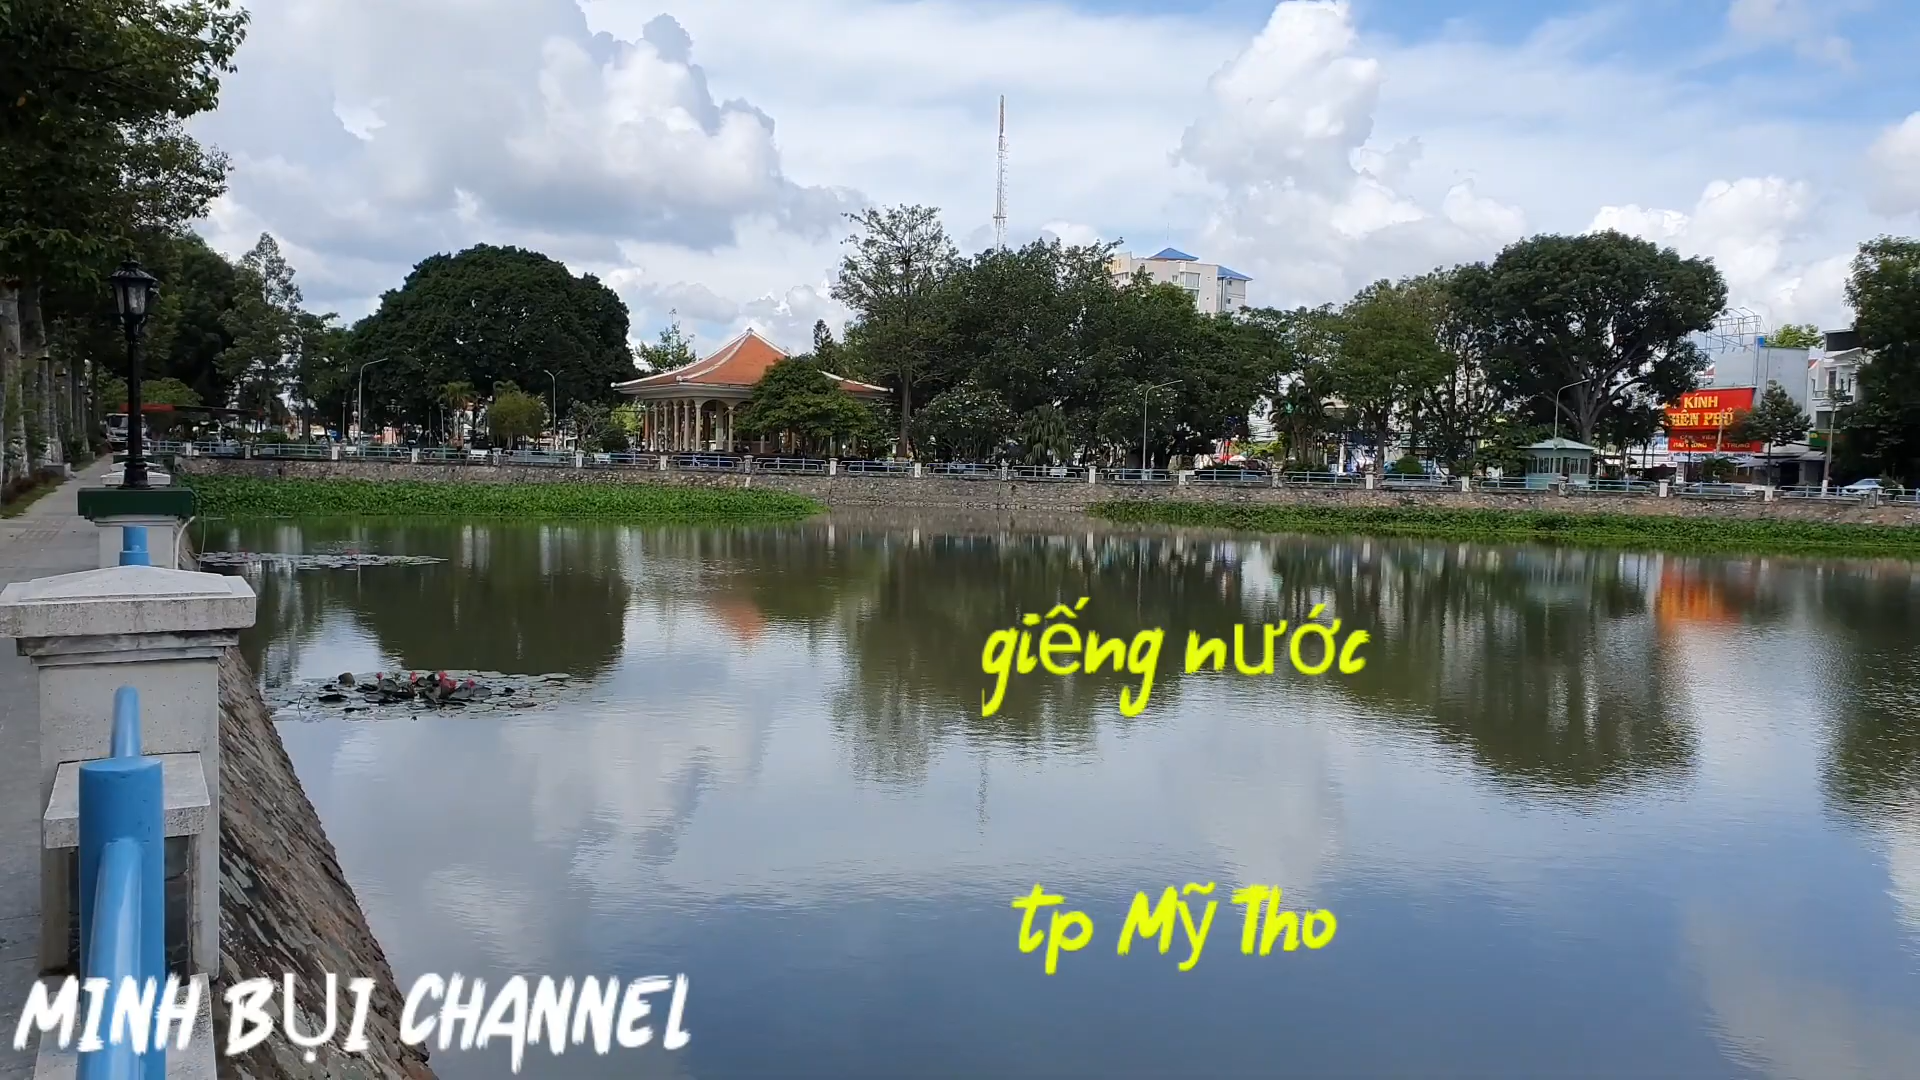 KÍNH
giếng nước
tp Mỹ Tho
MINH BỤI CHANNEL